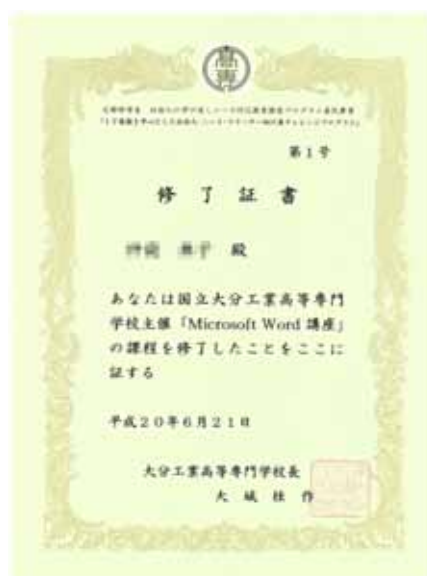 高専
第1号
修了証書
殿
あなたは国立大分工業高等専門
学校主催「Microsoft Word 講座」
の課程を修了したことをここに
証する
平成20年6月21日
大分工業高等専門学校長
大城桂作